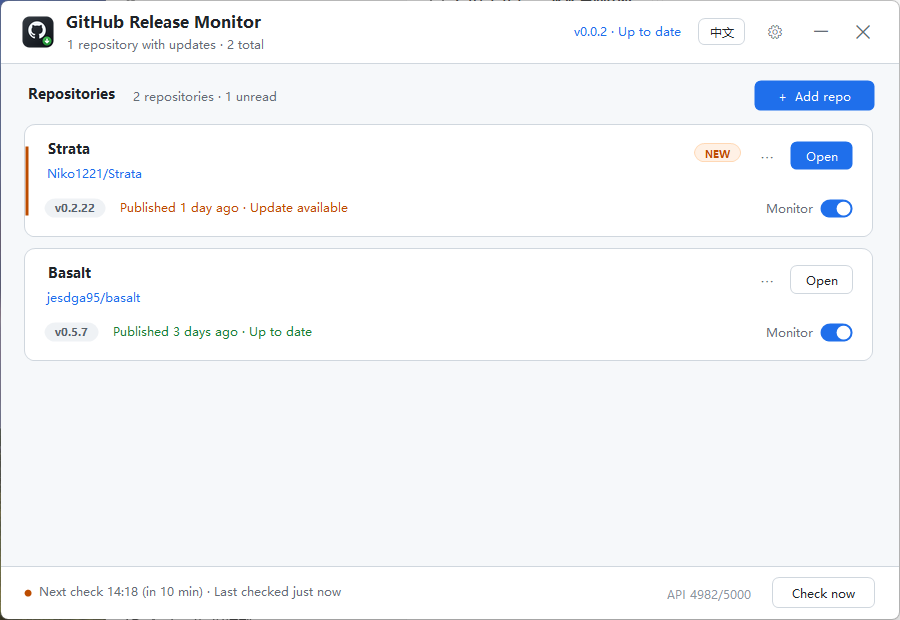 GitHub Release Monitor
1 repository with updates · 2 total
v0.0.2 · Up to date
中文
Repositories
2 repositories · 1 unread
+ Add repo
Strata
NEW
...
Open
Niko1221/Strata
v0.2.22
Published 1 day ago · Update available
Monitor
Basalt
...
Open
jesdga95/basalt
v0.5.7
Published 3 days ago · Up to date
Monitor
Next check 14:18 (in 10 min) · Last checked just now
API 4982/5000
Check now